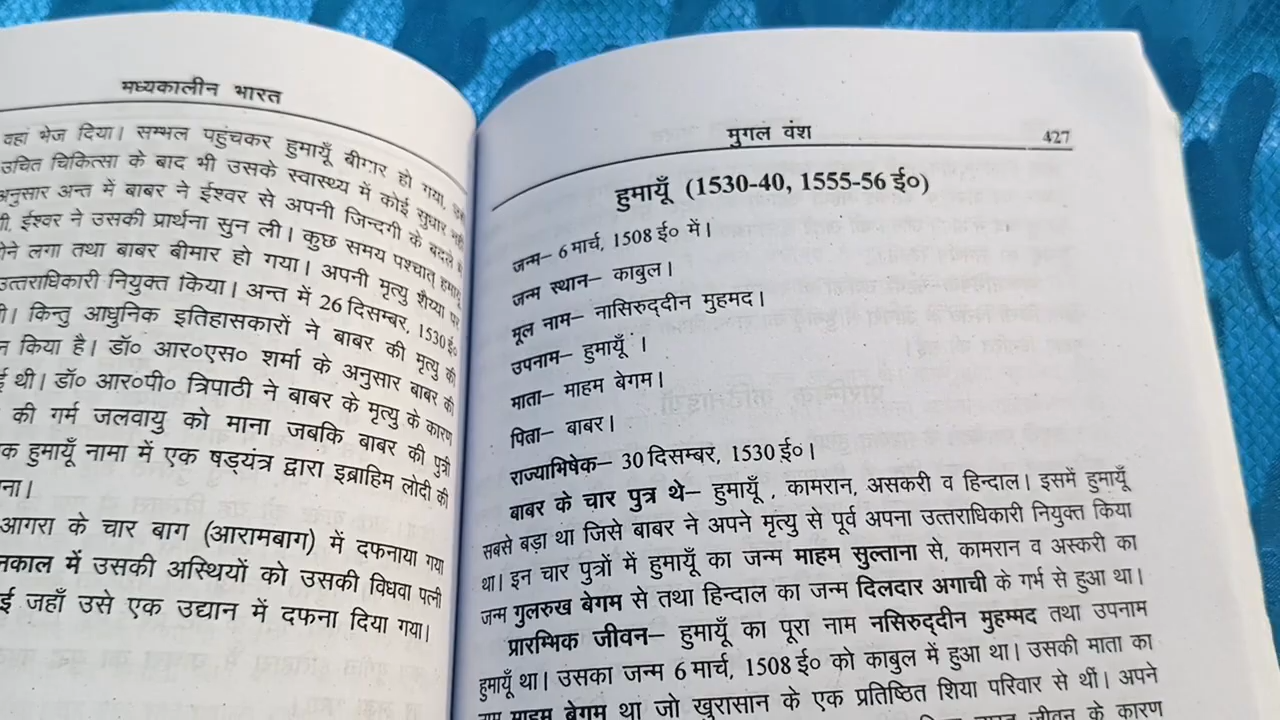 मध्यकालीन भारत
वहां भेज दिया। सम्भल पहुंचकर हुमायूँ बीमार हो गया,
उचित चिकित्सा के बाद भी उसके स्वास्थ्य में कोई सुधार नहीं
अनुसार अन्त में बाबर ने ईश्वर से अपनी जिन्दगी के बदले
ईश्वर ने उसकी प्रार्थना सुन ली। कुछ समय पश्चात् हुमायूँ
होने लगा तथा बाबर बीमार हो गया। अपनी मृत्यु शैय्या पर
उत्तराधिकारी नियुक्त किया। अन्त में 26 दिसम्बर, 1530 ई०
किन्तु आधुनिक इतिहासकारों ने बाबर की मृत्यु की
किया है। डॉ० आर०एस० शर्मा के अनुसार बाबर की
थी। डॉ० आर०पी० त्रिपाठी ने बाबर के मृत्यु के कारण
की गर्म जलवायु को माना जबकि बाबर की पुत्री
हुमायूँ नामा में एक षड्यंत्र द्वारा इब्राहिम लोदी की
आगरा के चार बाग (आरामबाग) में दफनाया गया
में उसकी अस्थियों को उसकी विधवा पत्नी
जहाँ उसे एक उद्यान में दफना दिया गया।
मुगल वंश 427
हुमायूँ (1530-40, 1555-56 ई०)
जन्म– 6 मार्च, 1508 ई० में।
जन्म स्थान– काबुल।
मूल नाम– नासिरुद्दीन मुहमद।
उपनाम– हुमायूँ ।
माता– माहम बेगम।
पिता– बाबर।
राज्याभिषेक– 30 दिसम्बर, 1530 ई०।
बाबर के चार पुत्र थे– हुमायूँ , कामरान, असकरी व हिन्दाल। इसमें हुमायूँ
सबसे बड़ा था जिसे बाबर ने अपने मृत्यु से पूर्व अपना उत्तराधिकारी नियुक्त किया
था। इन चार पुत्रों में हुमायूँ का जन्म माहम सुल्ताना से, कामरान व अस्करी का
जन्म गुलरुख बेगम से तथा हिन्दाल का जन्म दिलदार अगाची के गर्भ से हुआ था।
प्रारम्भिक जीवन– हुमायूँ का पूरा नाम नसिरुद्दीन मुहम्मद तथा उपनाम
हुमायूँ था। उसका जन्म 6 मार्च, 1508 ई० को काबुल में हुआ था। उसकी माता का
नाम माहम बेगम था जो खुरासान के एक प्रतिष्ठित शिया परिवार से थीं। अपने
जीवन के कारण